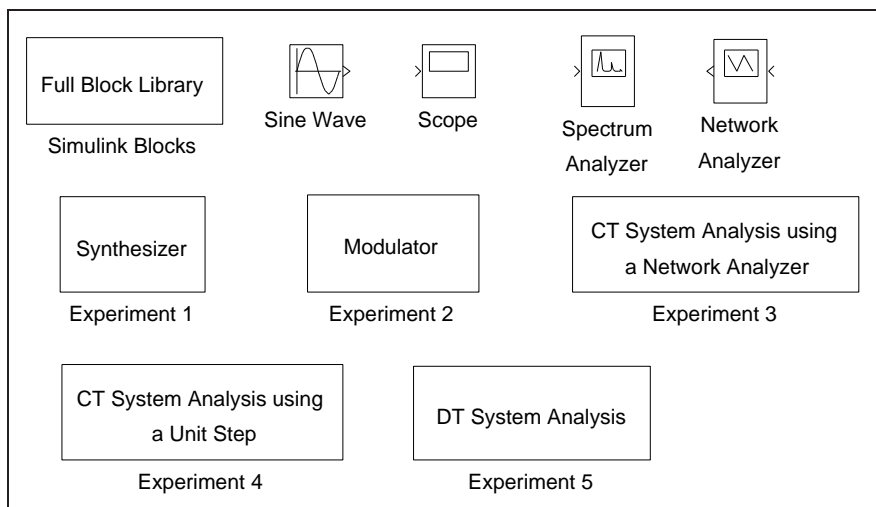 Full Block Library
Simulink Blocks
Sine Wave
Scope
Spectrum
Analyzer
Network
Analyzer
Synthesizer
Experiment 1
Modulator
Experiment 2
CT System Analysis using
a Network Analyzer
Experiment 3
CT System Analysis using
a Unit Step
Experiment 4
DT System Analysis
Experiment 5